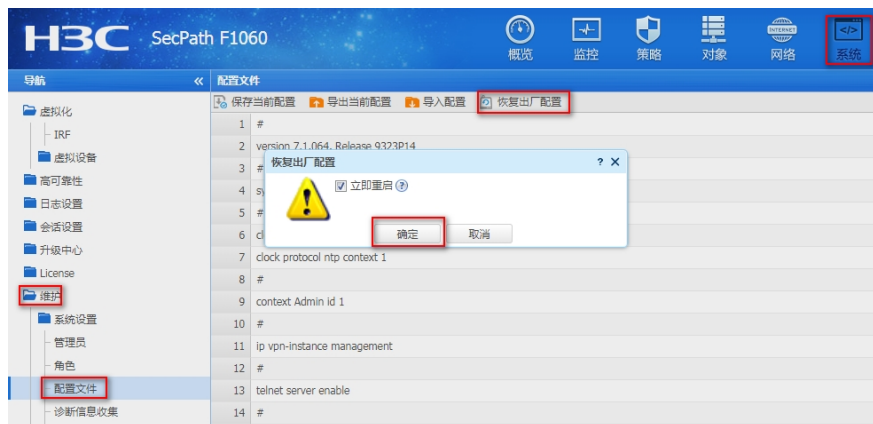 H3C SecPath F1060
概览 监控 策略 对象 网络 系统
导航 « 配置文件
保存当前配置 导出当前配置 导入配置 恢复出厂配置
虚拟化
IRF
虚拟设备
高可靠性
日志设置
会话设置
升级中心
License
维护
系统设置
管理员
角色
配置文件
诊断信息收集
1 #
2 version 7.1.064, Release 9323P14
3 #
4 sy
5 #
6 cl
7 clock protocol ntp context 1
8 #
9 context Admin id 1
10 #
11 ip vpn-instance management
12 #
13 telnet server enable
14 #
恢复出厂配置 ? X
立即重启 ?
确定 取消